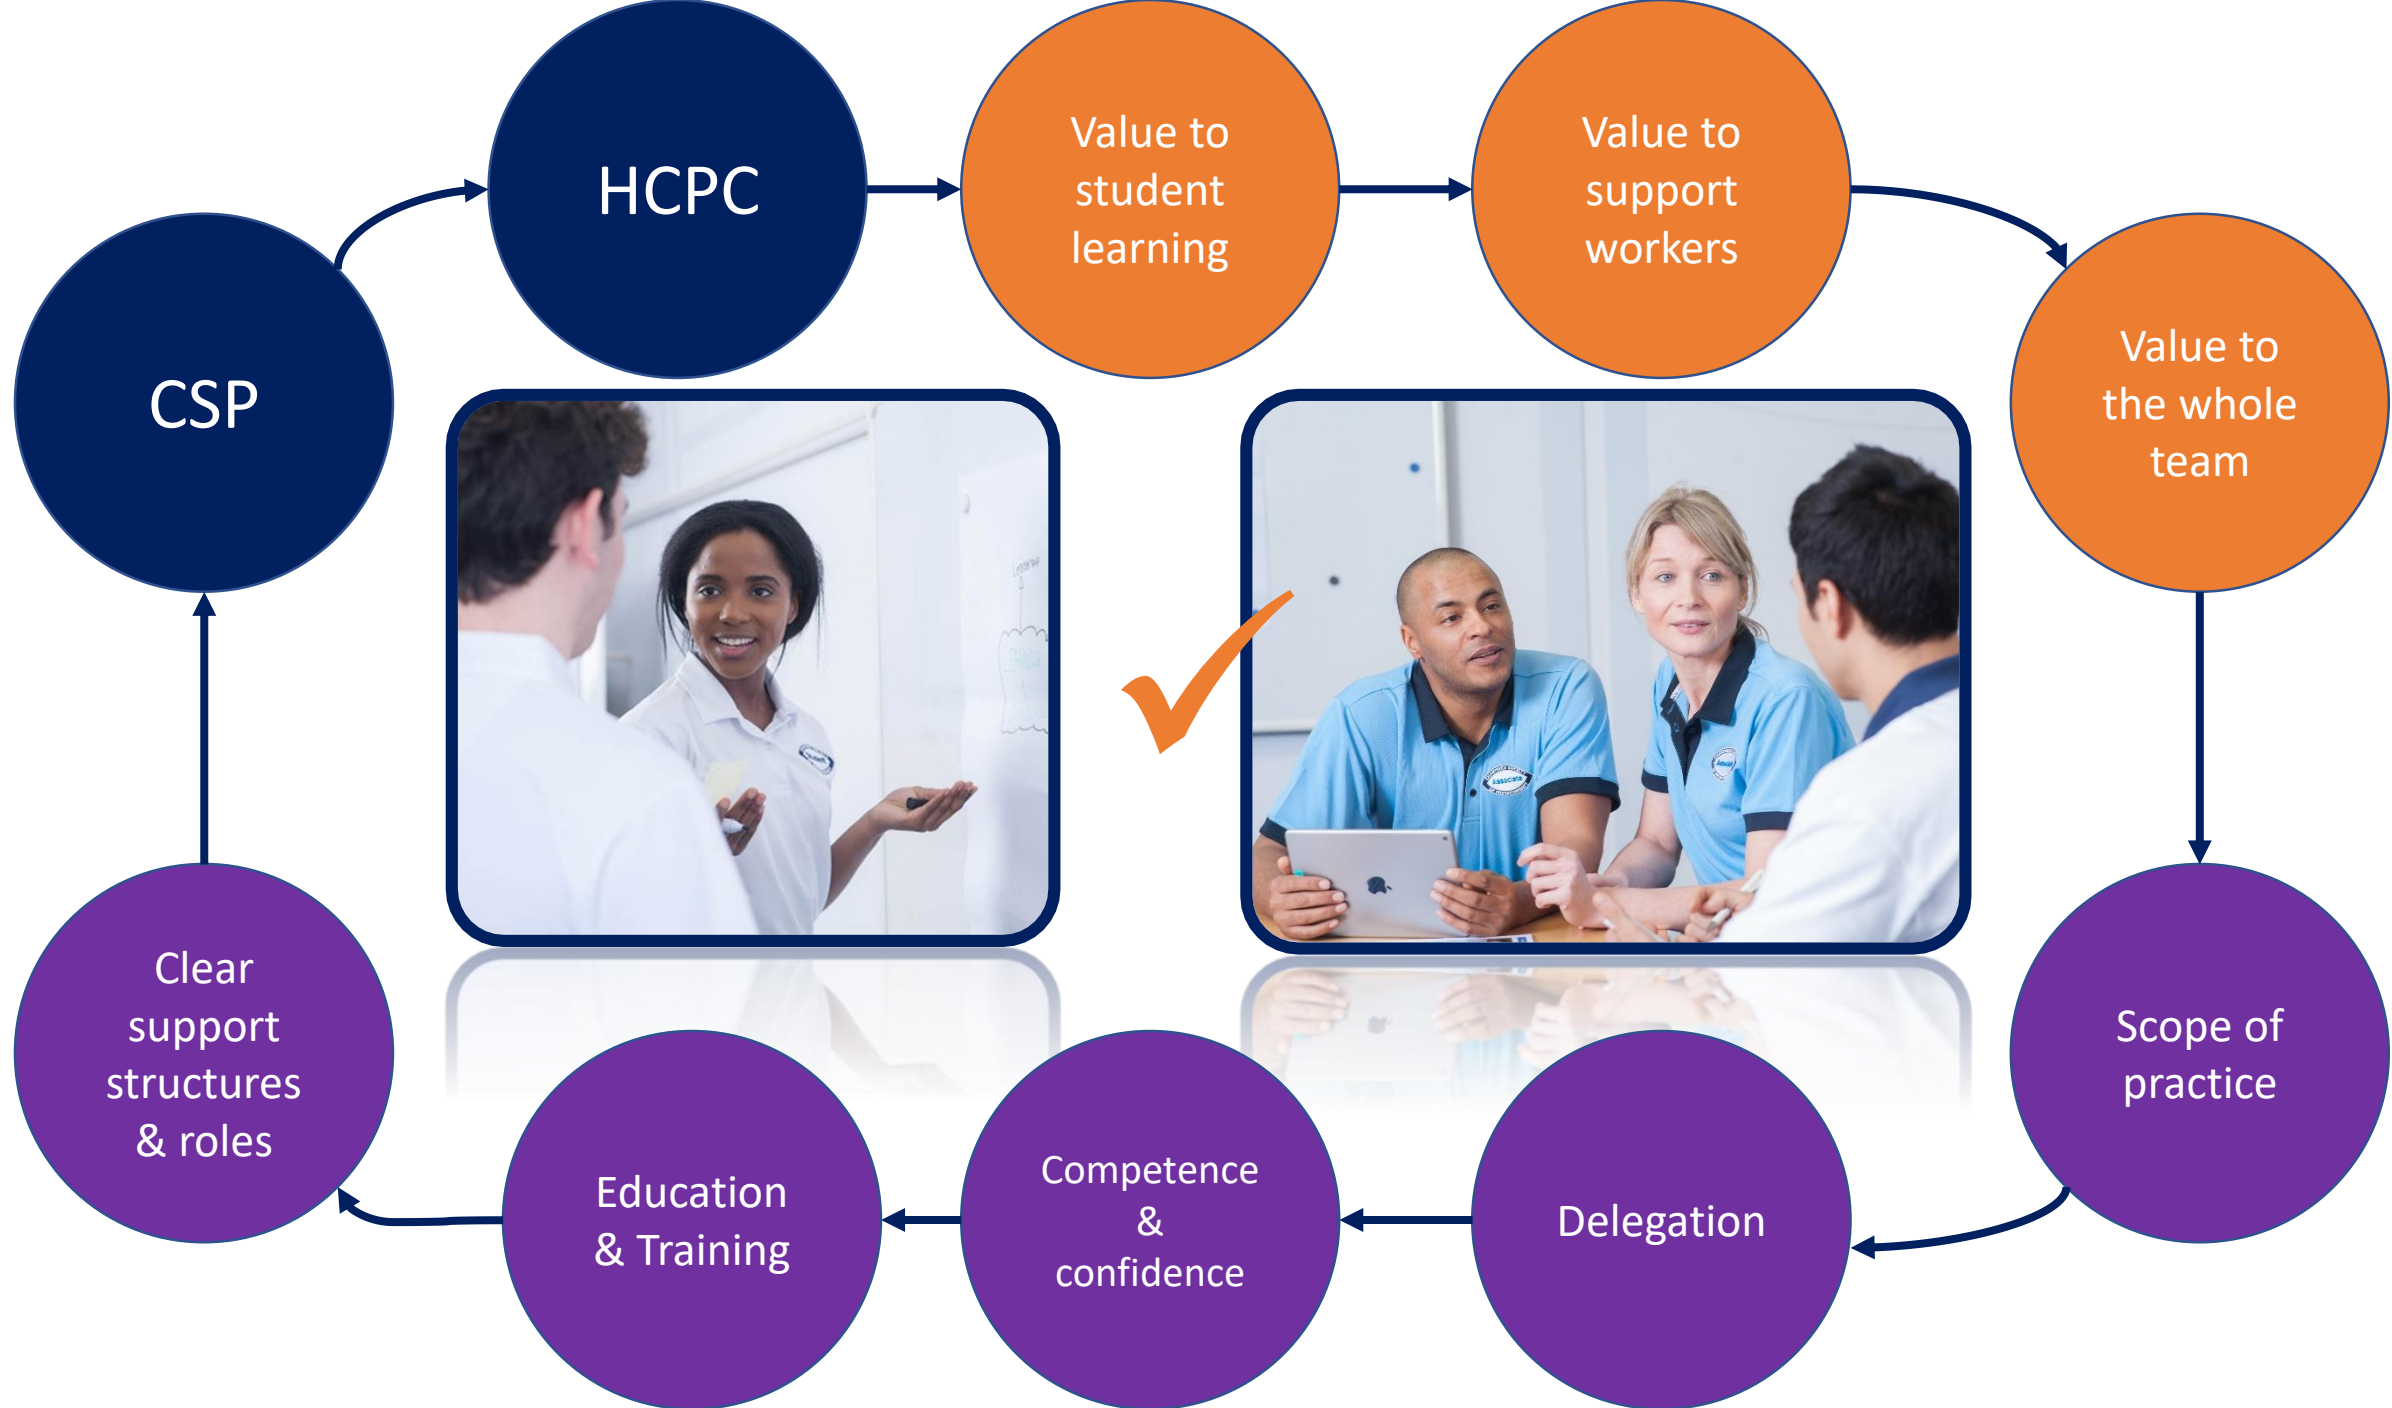 HCPC
Value to
student
learning
Value to
support
workers
CSP
Value to
the whole
team
Associate
Clear
support
structures
& roles
Scope of
practice
Education
& Training
Competence
&
confidence
Delegation